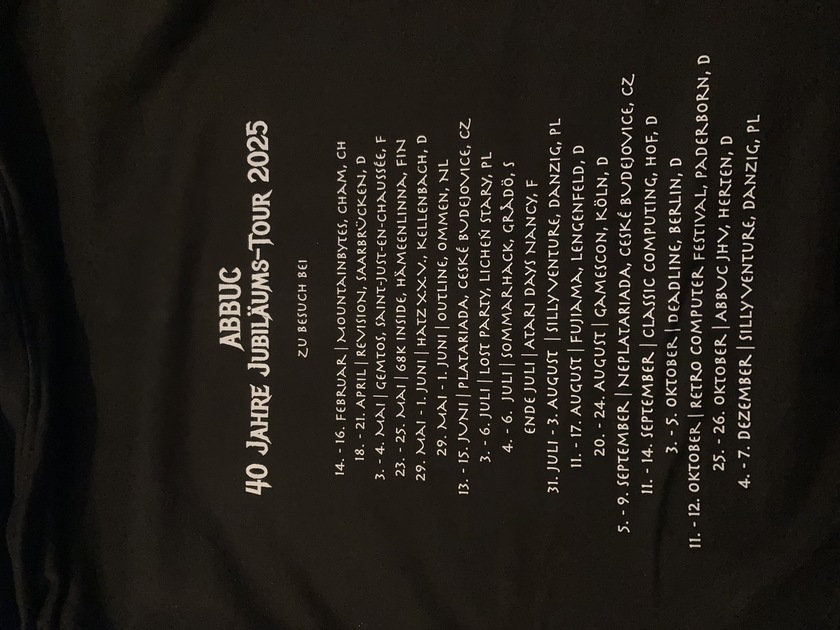 ABBUC
40 JAHRE JUBILÄUMS-TOUR 2025
ZU BESUCH BEI
14. - 16. FEBRUAR | MOUNTAINBYTES, CHAM, CH
18. - 21. APRIL | REVISION, SAARBRÜCKEN, D
3. - 4. MAI | GEMTOS, SAINT-JUST-EN-CHAUSSÉE, F
23. - 25. MAI | 68K INSIDE, HÄMEENLINNA, FIN
29. MAI - 1. JUNI | HATZ X.X.V., KELLENBACH, D
29. MAI - 1. JUNI | OUTLINE, OMMEN, NL
13. - 15. JUNI | PLATARIADA, CESKÉ BUDEJOVICE, CZ
3. - 6. JULI | LOST PARTY, LICHEŃ STARY, PL
4. - 6. JULI | SOMMARHACK, GRÅDÖ, S
ENDE JULI | ATARI DAYS NANCY, F
31. JULI - 3. AUGUST | SILLY VENTURE, DANZIG, PL
11. - 17. AUGUST | FUJIAMA, LENGENFELD, D
20. - 24. AUGUST | GAMESCON, KÖLN, D
5. - 9. SEPTEMBER | NEPLATARIADA, CESKÉ BUDEJOVICE, CZ
11. - 14. SEPTEMBER | CLASSIC COMPUTING, HOF, D
3. - 5. OKTOBER | DEADLINE, BERLIN, D
11. - 12. OKTOBER | RETRO COMPUTER FESTIVAL, PADERBORN, D
25. - 26. OKTOBER | ABBUC JHV, HERTEN, D
4. - 7. DEZEMBER | SILLY VENTURE, DANZIG, PL